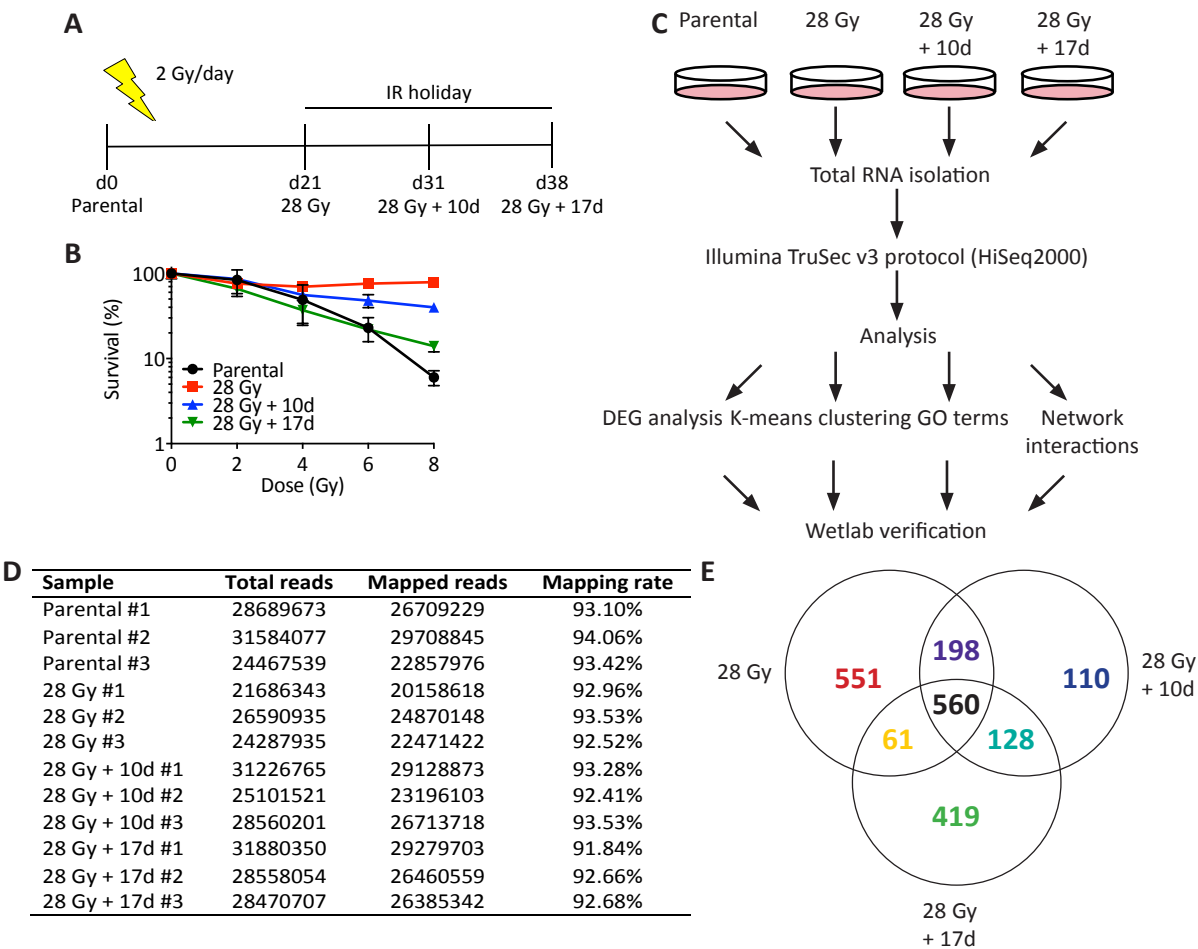 A
2 Gy/day
IR holiday
d0
Parental
d21
28 Gy
d31
28 Gy + 10d
d38
28 Gy + 17d
B
Survival (%)
100
10
1
Parental
28 Gy
28 Gy + 10d
28 Gy + 17d
0 2 4 6 8
Dose (Gy)
C
Parental
28 Gy
28 Gy
+ 10d
28 Gy
+ 17d
Total RNA isolation
Illumina TruSec v3 protocol (HiSeq2000)
Analysis
DEG analysis K-means clustering GO terms
Network
interactions
Wetlab verification
D
Sample Total reads Mapped reads Mapping rate
Parental #1 28689673 26709229 93.10%
Parental #2 31584077 29708845 94.06%
Parental #3 24467539 22857976 93.42%
28 Gy #1 21686343 20158618 92.96%
28 Gy #2 26590935 24870148 93.53%
28 Gy #3 24287935 22471422 92.52%
28 Gy + 10d #1 31226765 29128873 93.28%
28 Gy + 10d #2 25101521 23196103 92.41%
28 Gy + 10d #3 28560201 26713718 93.53%
28 Gy + 17d #1 31880350 29279703 91.84%
28 Gy + 17d #2 28558054 26460559 92.66%
28 Gy + 17d #3 28470707 26385342 92.68%
E
28 Gy
551
198
110
28 Gy
+ 10d
560
61
128
419
28 Gy
+ 17d